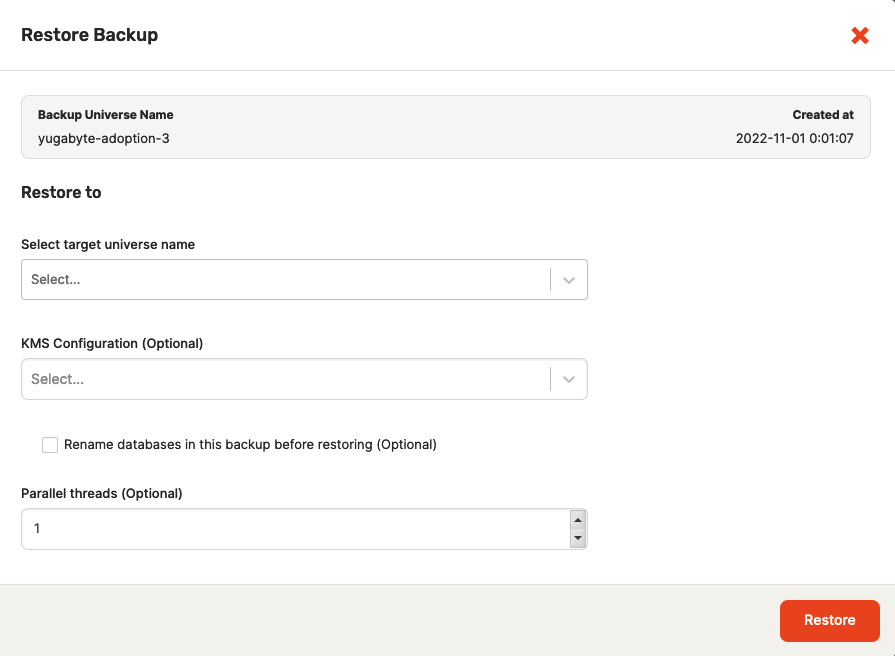 Restore Backup
Backup Universe Name
Created at
yugabyte-adoption-3
2022-11-01 0:01:07
Restore to
Select target universe name
Select...
KMS Configuration (Optional)
Select...
Rename databases in this backup before restoring (Optional)
Parallel threads (Optional)
1
Restore